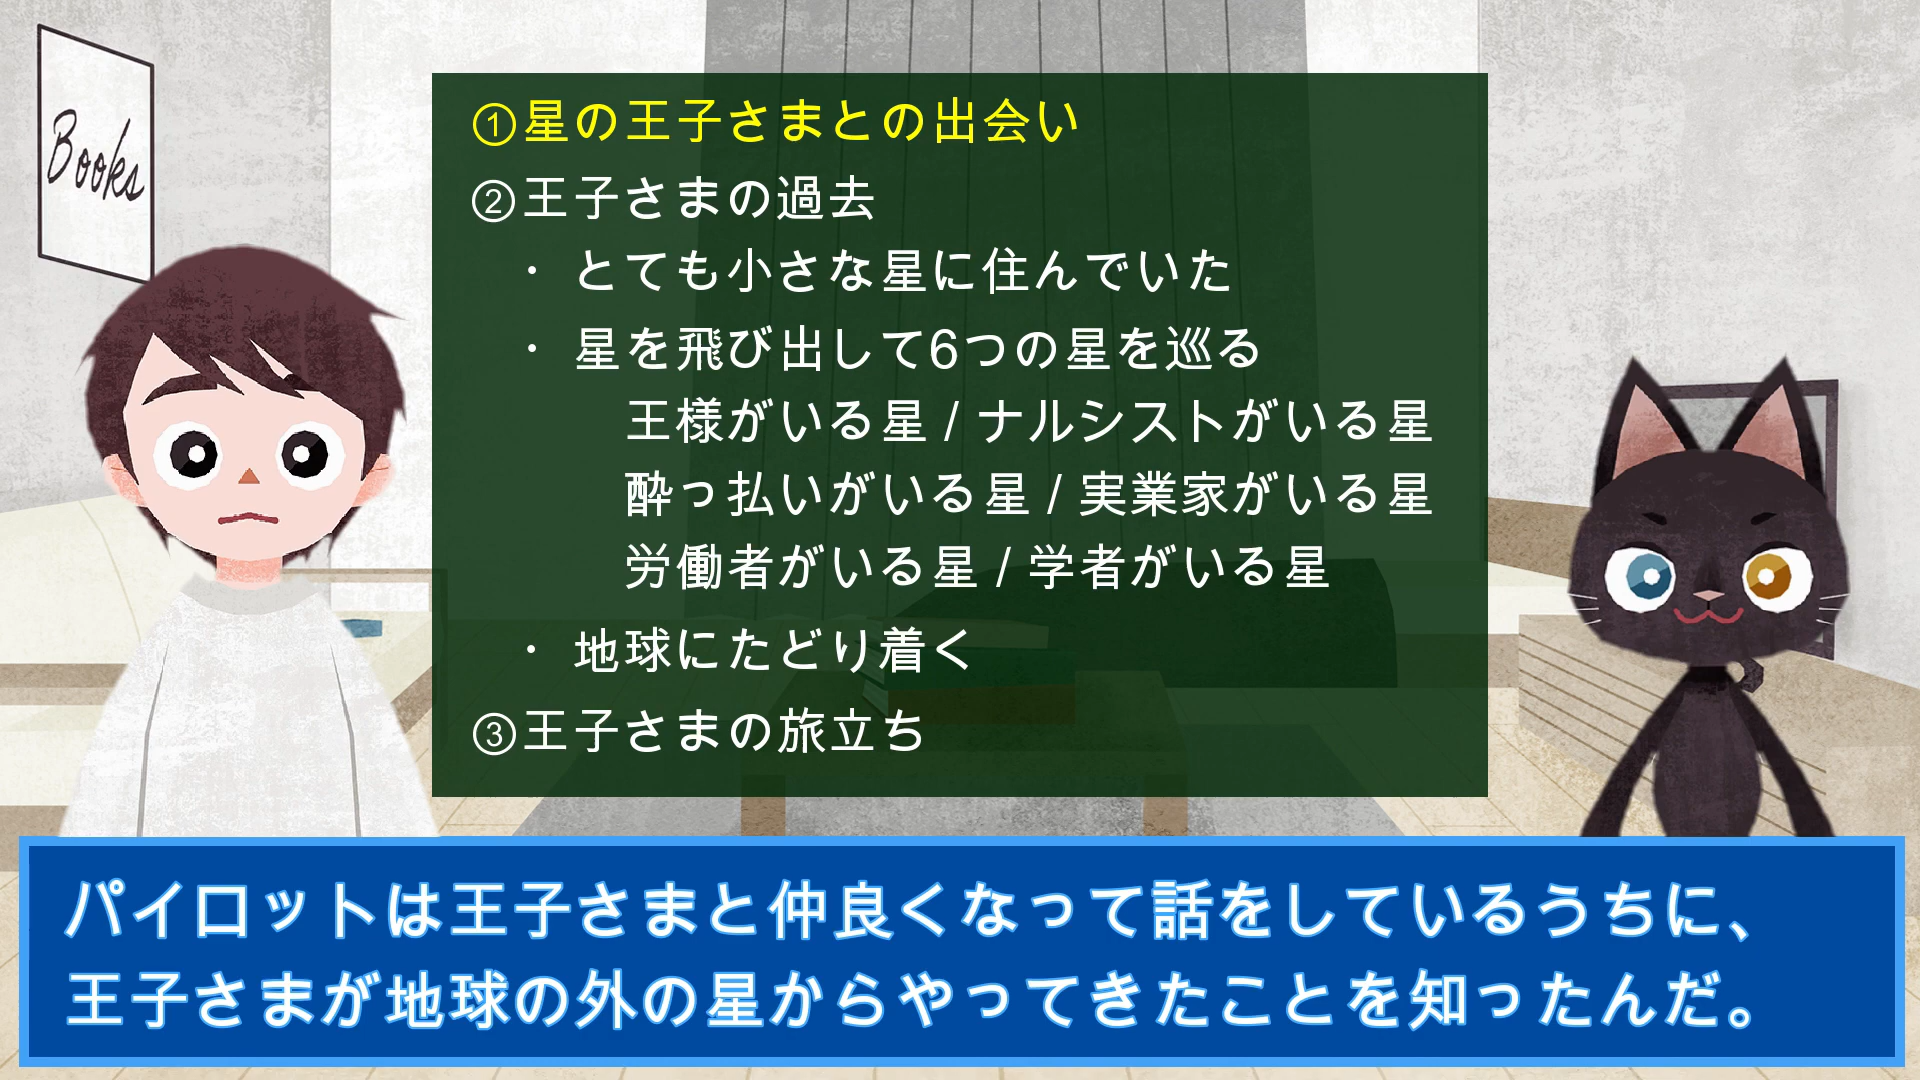 Books
①星の王子さまとの出会い
②王子さまの過去
・とても小さな星に住んでいた
・星を飛び出して6つの星を巡る
王様がいる星 / ナルシストがいる星
酔っ払いがいる星 / 実業家がいる星
労働者がいる星 / 学者がいる星
・地球にたどり着く
③王子さまの旅立ち
パイロットは王子さまと仲良くなって話をしているうちに、
王子さまが地球の外の星からやってきたことを知ったんだ。